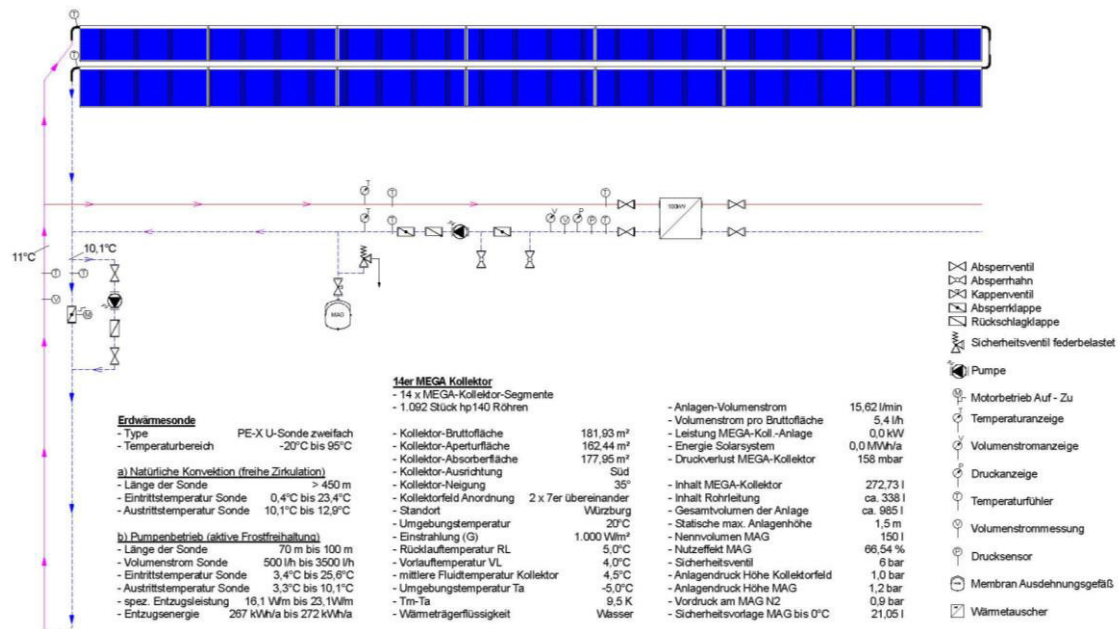 T
T
T
T
T
T
T
V
V
P
P
T
100kW
11°C
10,1°C
T
T
V
M
MAG
Absperrventil
Absperrhahn
Kappenventil
Absperrklappe
Rückschlagklappe
Sicherheitsventil federbelastet
Pumpe
M
Motorbetrieb Auf - Zu
T
Temperaturanzeige
V
Volumenstromanzeige
P
Druckanzeige
T
Temperaturfühler
V
Volumenstrommessung
P
Drucksensor
Membran Ausdehnungsgefäß
Wärmetauscher
Erdwärmesonde
- Type PE-X U-Sonde zweifach
- Temperaturbereich -20°C bis 95°C
a) Natürliche Konvektion (freihe Zirkulation)
- Länge der Sonde > 450 m
- Eintrittstemperatur Sonde 0,4°C bis 23,4°C
- Austrittstemperatur Sonde 10,1°C bis 12,9°C
b) Pumpenbetrieb (aktive Frostfreihaltung)
- Länge der Sonde 70 m bis 100 m
- Volumenstrom Sonde 500 l/h bis 3500 l/h
- Eintrittstemperatur Sonde 3,4°C bis 25,6°C
- Austrittstemperatur Sonde 3,3°C bis 10,1°C
- spez. Entzugsleistung 16,1 W/m bis 23,1W/m
- Entzugsenergie 267 kWh/a bis 272 kWh/a
14er MEGA Kollektor
- 14 x MEGA-Kollektor-Segmente
- 1.092 Stück hp140 Röhren
- Kollektor-Bruttofläche 181,93 m²
- Kollektor-Aperturfläche 162,44 m²
- Kollektor-Absorberfläche 177,95 m²
- Kollektor-Ausrichtung Süd
- Kollektor-Neigung 35°
- Kollektorfeld Anordnung 2 x 7er übereinander
- Standort Würzburg
- Umgebungstemperatur 20°C
- Einstrahlung (G) 1.000 W/m²
- Rücklauftemperatur RL 5,0°C
- Vorlauftemperatur VL 4,0°C
- mittlere Fluidtemperatur Kollektor 4,5°C
- Umgebungstemperatur Ta -5,0°C
- Tm-Ta 9,5 K
- Wärmeträgerflüssigkeit Wasser
- Anlagen-Volumenstrom 15,62 l/min
- Volumenstrom pro Bruttofläche 5,4 l/h
- Leistung MEGA-Koll.-Anlage 0,0 kW
- Energie Solarsystem 0,0 MWh/a
- Druckverlust MEGA-Kollektor 158 mbar
- Inhalt MEGA-Kollektor 272,73 l
- Inhalt Rohrleitung ca. 338 l
- Gesamtvolumen der Anlage ca. 985 l
- Statische max. Anlagenhöhe 1,5 m
- Nennvolumen MAG 150 l
- Nutzeffekt MAG 66,54 %
- Sicherheitsventil 6 bar
- Anlagendruck Höhe Kollektorfeld 1,0 bar
- Anlagendruck Höhe MAG 1,2 bar
- Vordruck am MAG N2 0,9 bar
- Sicherheitsvorlage MAG bis 0°C 21,05 l